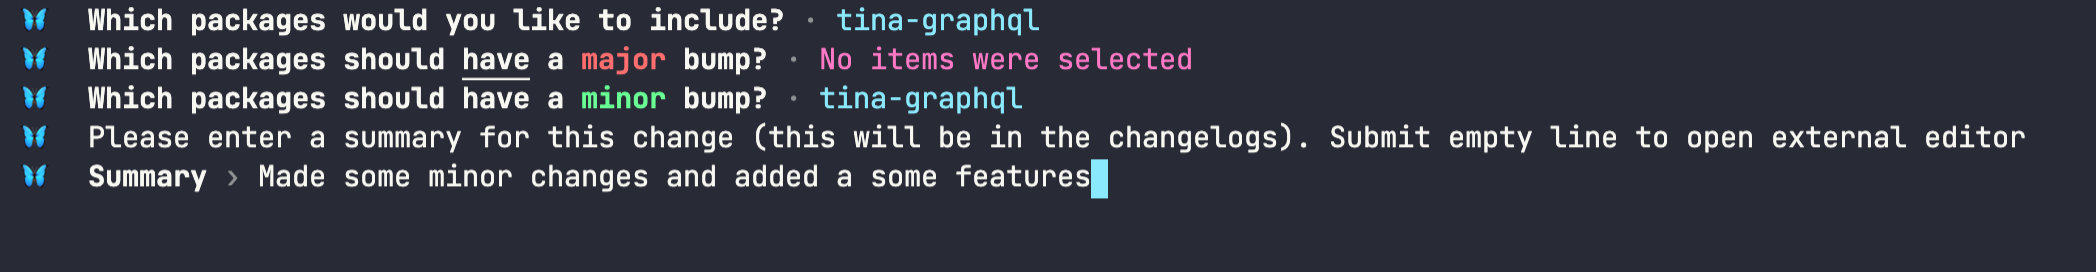 🦋 Which packages would you like to include? · tina-graphql
🦋 Which packages should have a major bump? · No items were selected
🦋 Which packages should have a minor bump? · tina-graphql
🦋 Please enter a summary for this change (this will be in the changelogs). Submit empty line to open external editor
🦋 Summary › Made some minor changes and added a some features